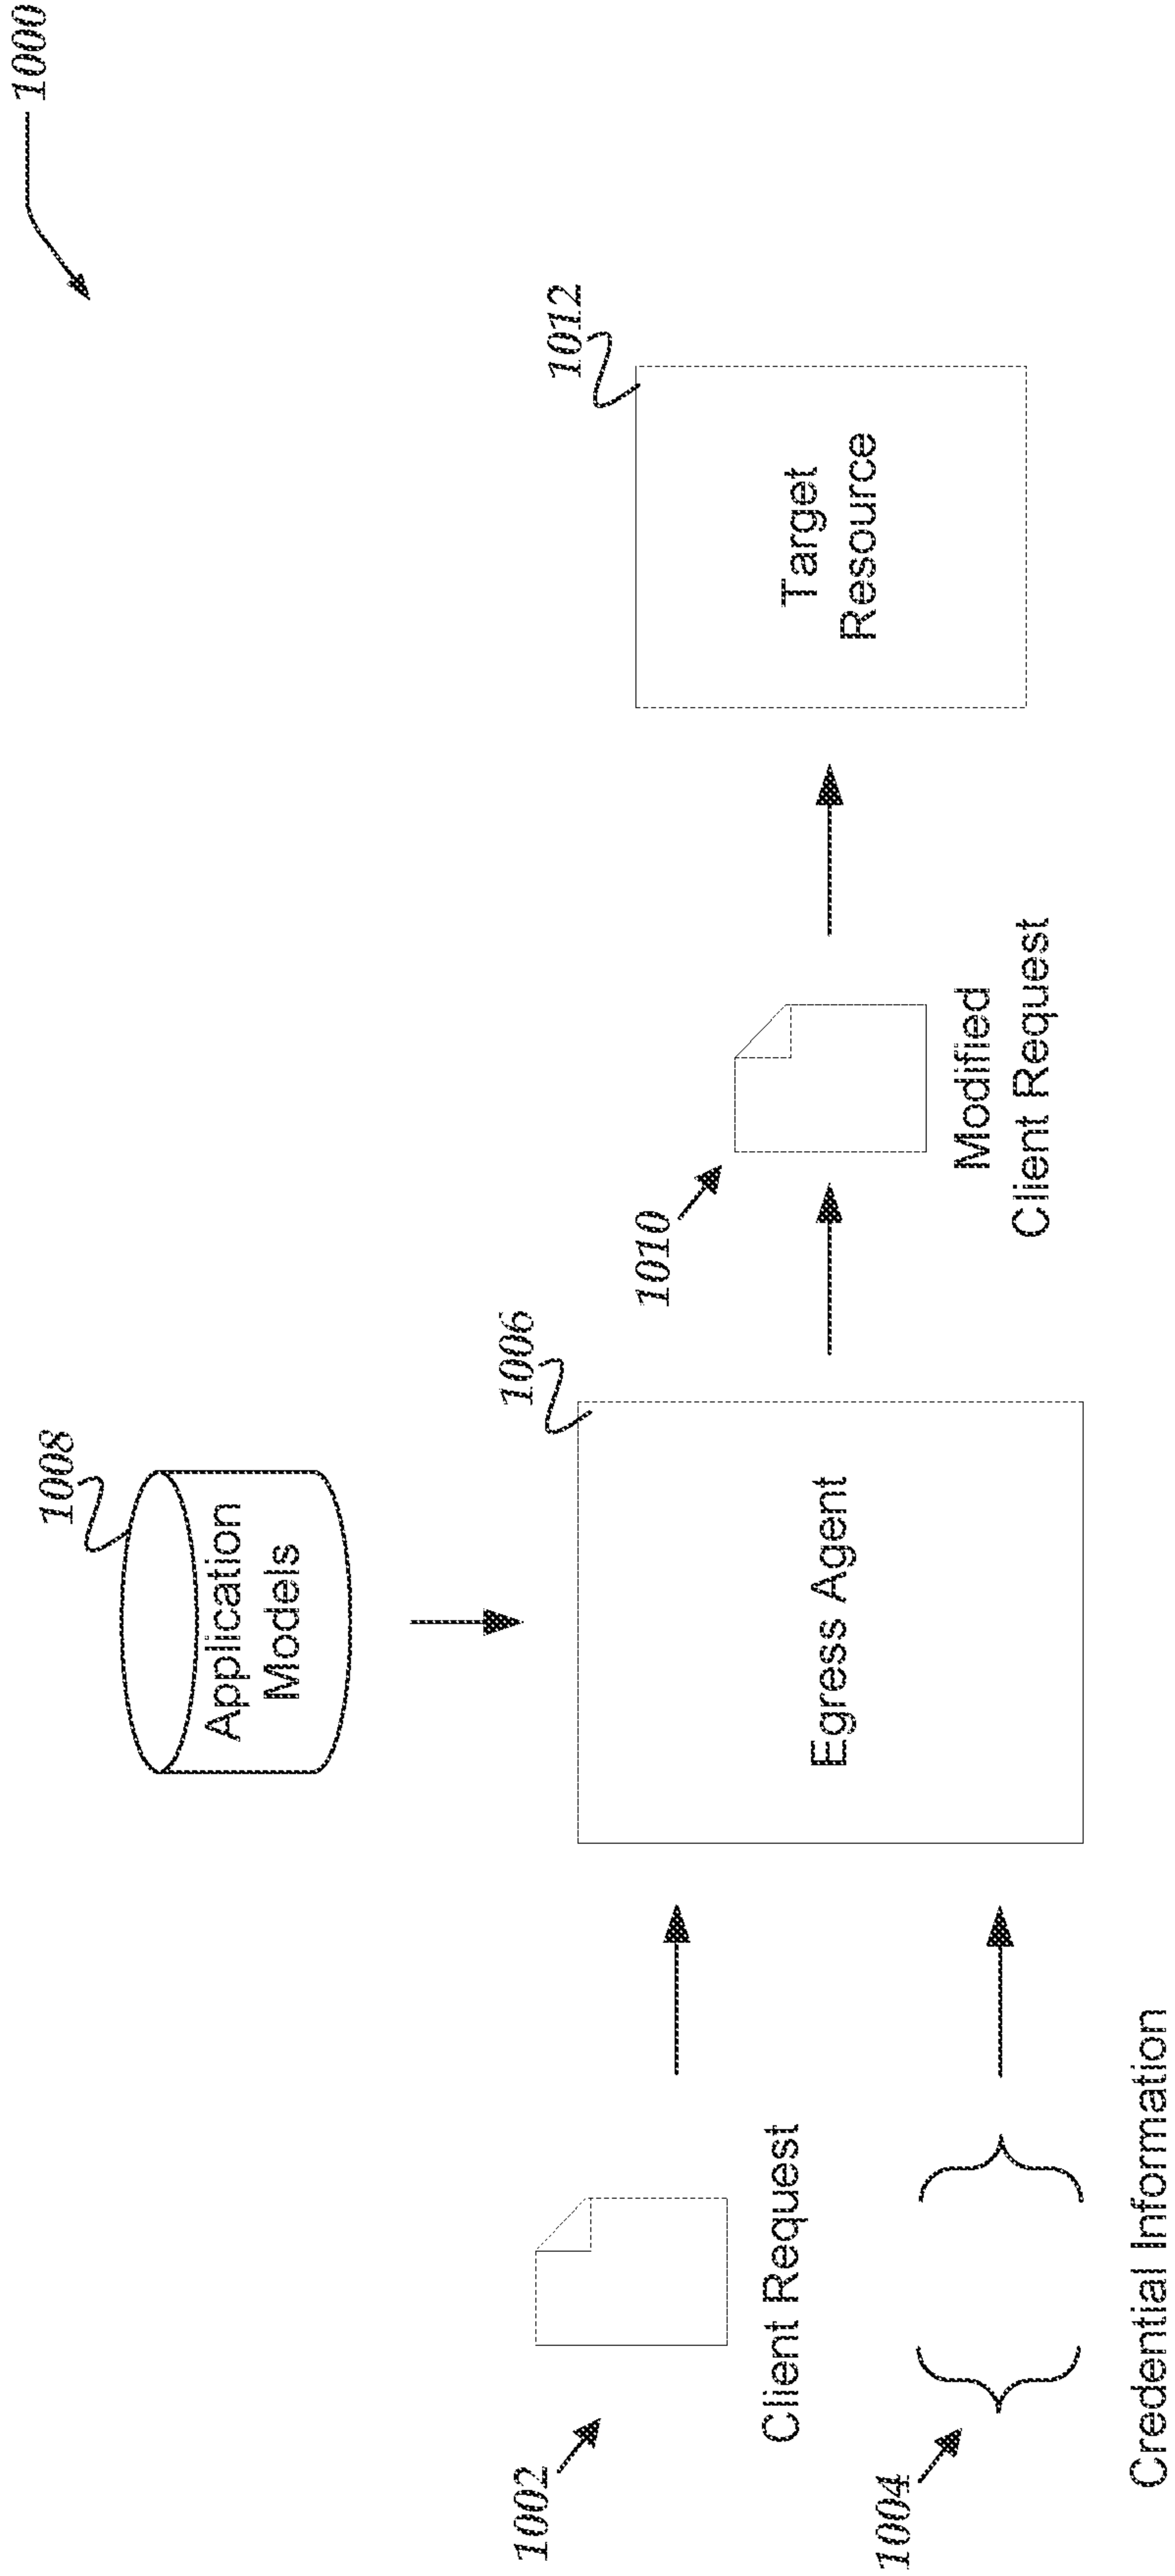 1000
1008
Application
Models
1006
1012
1010
1002
Client Request
Egress Agent
Target
Resource
Modified
Client Request
1004
Credential Information